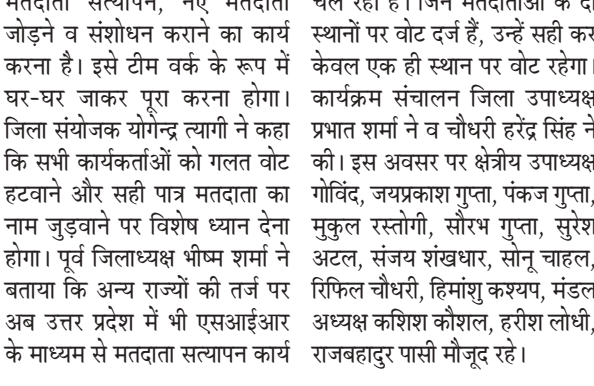 मतदाता सत्यापन, नए मतदाता
जोड़ने व संशोधन कराने का कार्य
करना है। इसे टीम वर्क के रूप में
घर-घर जाकर पूरा करना होगा।
जिला संयोजक योगेन्द्र त्यागी ने कहा
कि सभी कार्यकर्ताओं को गलत वोट
हटवाने और सही पात्र मतदाता का
नाम जुड़वाने पर विशेष ध्यान देना
होगा। पूर्व जिलाध्यक्ष भीष्म शर्मा ने
बताया कि अन्य राज्यों की तर्ज पर
अब उत्तर प्रदेश में भी एसआईआर
के माध्यम से मतदाता सत्यापन कार्य
चल रहा है। जिन मतदाताओं के दो
स्थानों पर वोट दर्ज हैं, उन्हें सही कर
केवल एक ही स्थान पर वोट रहेगा।
कार्यक्रम संचालन जिला उपाध्यक्ष
प्रभात शर्मा ने व चौधरी हरेंद्र सिंह ने
की। इस अवसर पर क्षेत्रीय उपाध्यक्ष
गोविंद, जयप्रकाश गुप्ता, पंकज गुप्ता,
मुकुल रस्तोगी, सौरभ गुप्ता, सुरेश
अटल, संजय शंखधार, सोनू चाहल,
रिफिल चौधरी, हिमांशु कश्यप, मंडल
अध्यक्ष कशिश कौशल, हरीश लोधी,
राजबहादुर पासी मौजूद रहे।